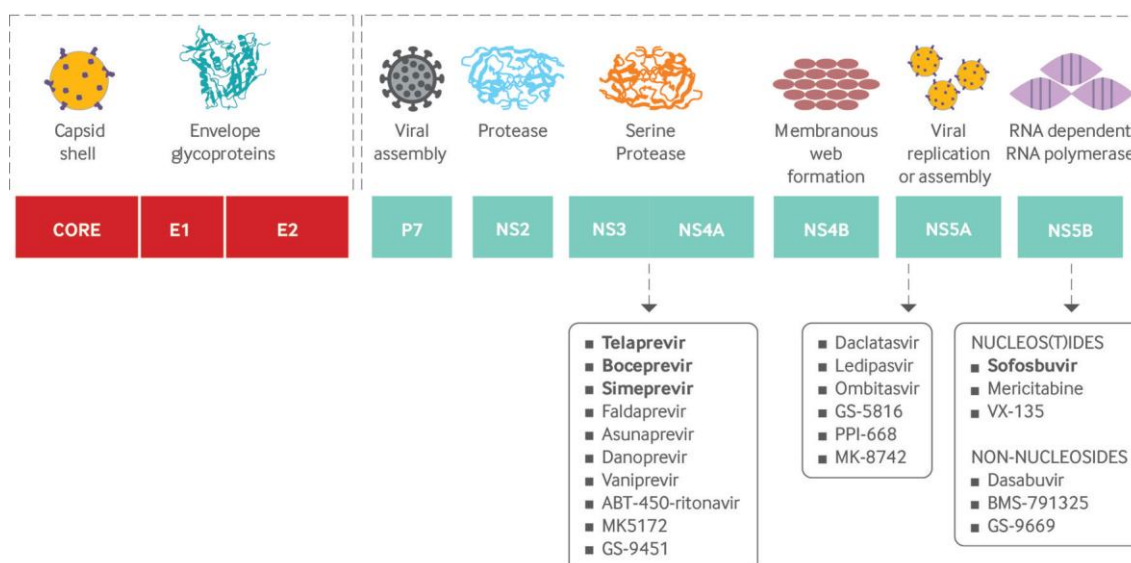 Capsid
shell
Envelope
glycoproteins
Viral
assembly
Protease
Serine
Protease
Membranous
web
formation
Viral
replication
or assembly
RNA dependent
RNA polymerase
CORE
E1
E2
P7
NS2
NS3
NS4A
NS4B
NS5A
NS5B
■ Telaprevir
■ Boceprevir
■ Simeprevir
■ Faldaprevir
■ Asunaprevir
■ Danoprevir
■ Vaniprevir
■ ABT-450-ritonavir
■ MK5172
■ GS-9451
■ Daclatasvir
■ Ledipasvir
■ Ombitasvir
■ GS-5816
■ PPI-668
■ MK-8742
NUCLEOS(T)IDES
■ Sofosbuvir
■ Mericitabine
■ VX-135
NON-NUCLEOSIDES
■ Dasabuvir
■ BMS-791325
■ GS-9669